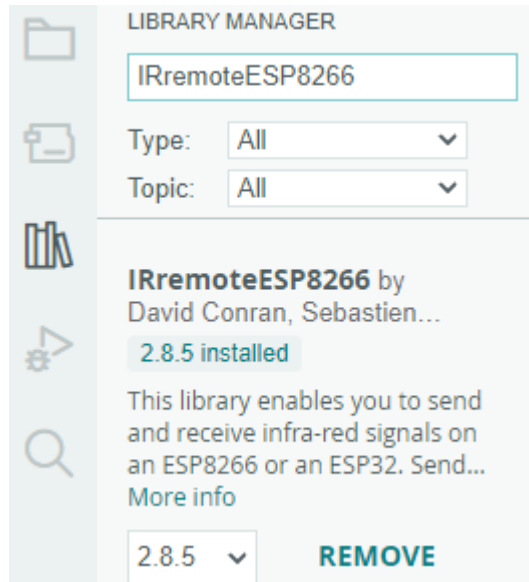 LIBRARY MANAGER
IRremoteESP8266
Type: All
Topic: All
IRremoteESP8266 by
David Conran, Sebastien...
2.8.5 installed
This library enables you to send
and receive infra-red signals on
an ESP8266 or an ESP32. Send...
More info
2.8.5 REMOVE